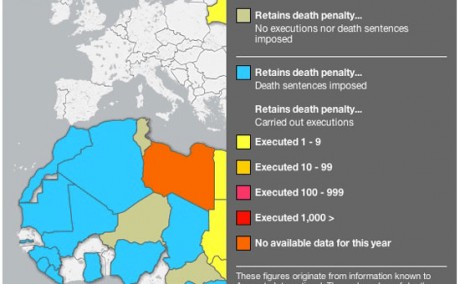 Retains death penalty...
No executions nor death sentences
imposed
Retains death penalty...
Death sentences imposed
Retains death penalty...
Carried out executions
Executed 1 - 9
Executed 10 - 99
Executed 100 - 999
Executed 1,000 >
No available data for this year
These figures originate from information known to